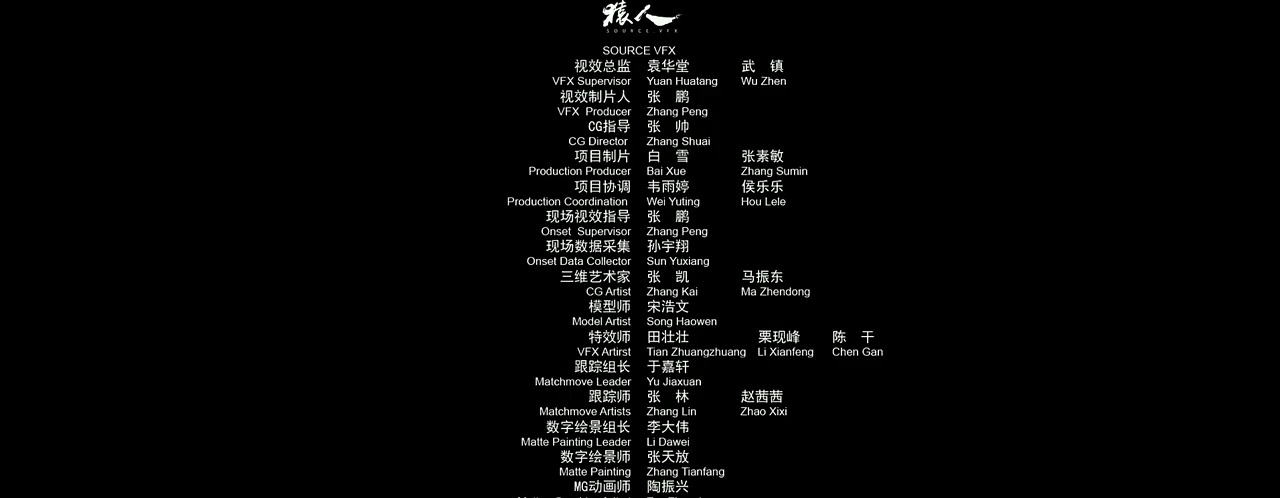 猿人
SOURCE VFX
SOURCE VFX
视效总监 袁华堂 武 镇
VFX Supervisor Yuan Huatang Wu Zhen
视效制片人 张 鹏
VFX Producer Zhang Peng
CG指导 张 帅
CG Director Zhang Shuai
项目制片 白 雪 张素敏
Production Producer Bai Xue Zhang Sumin
项目协调 韦雨婷 侯乐乐
Production Coordination Wei Yuting Hou Lele
现场视效指导 张 鹏
Onset Supervisor Zhang Peng
现场数据采集 孙宇翔
Onset Data Collector Sun Yuxiang
三维艺术家 张 凯 马振东
CG Artist Zhang Kai Ma Zhendong
模型师 宋浩文
Model Artist Song Haowen
特效师 田壮壮 栗现峰 陈 干
VFX Artirst Tian Zhuangzhuang Li Xianfeng Chen Gan
跟踪组长 于嘉轩
Matchmove Leader Yu Jiaxuan
跟踪师 张 林 赵茜茜
Matchmove Artists Zhang Lin Zhao Xixi
数字绘景组长 李大伟
Matte Painting Leader Li Dawei
数字绘景师 张天放
Matte Painting Zhang Tianfang
MG动画师 陶振兴